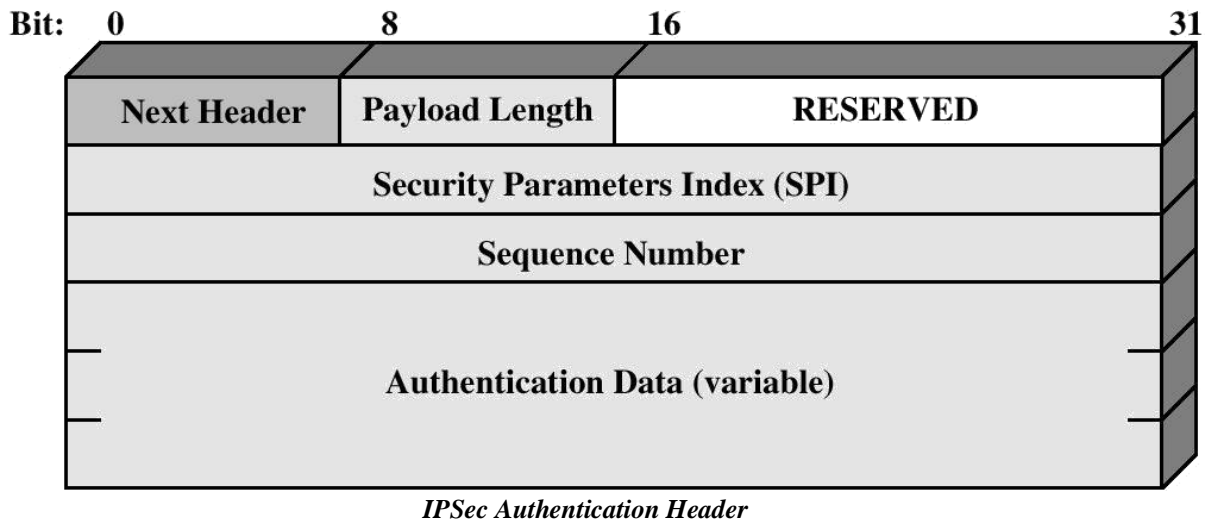 Bit: 0 8 16 31
Next Header Payload Length RESERVED
Security Parameters Index (SPI)
Sequence Number
Authentication Data (variable)
IPSec Authentication Header